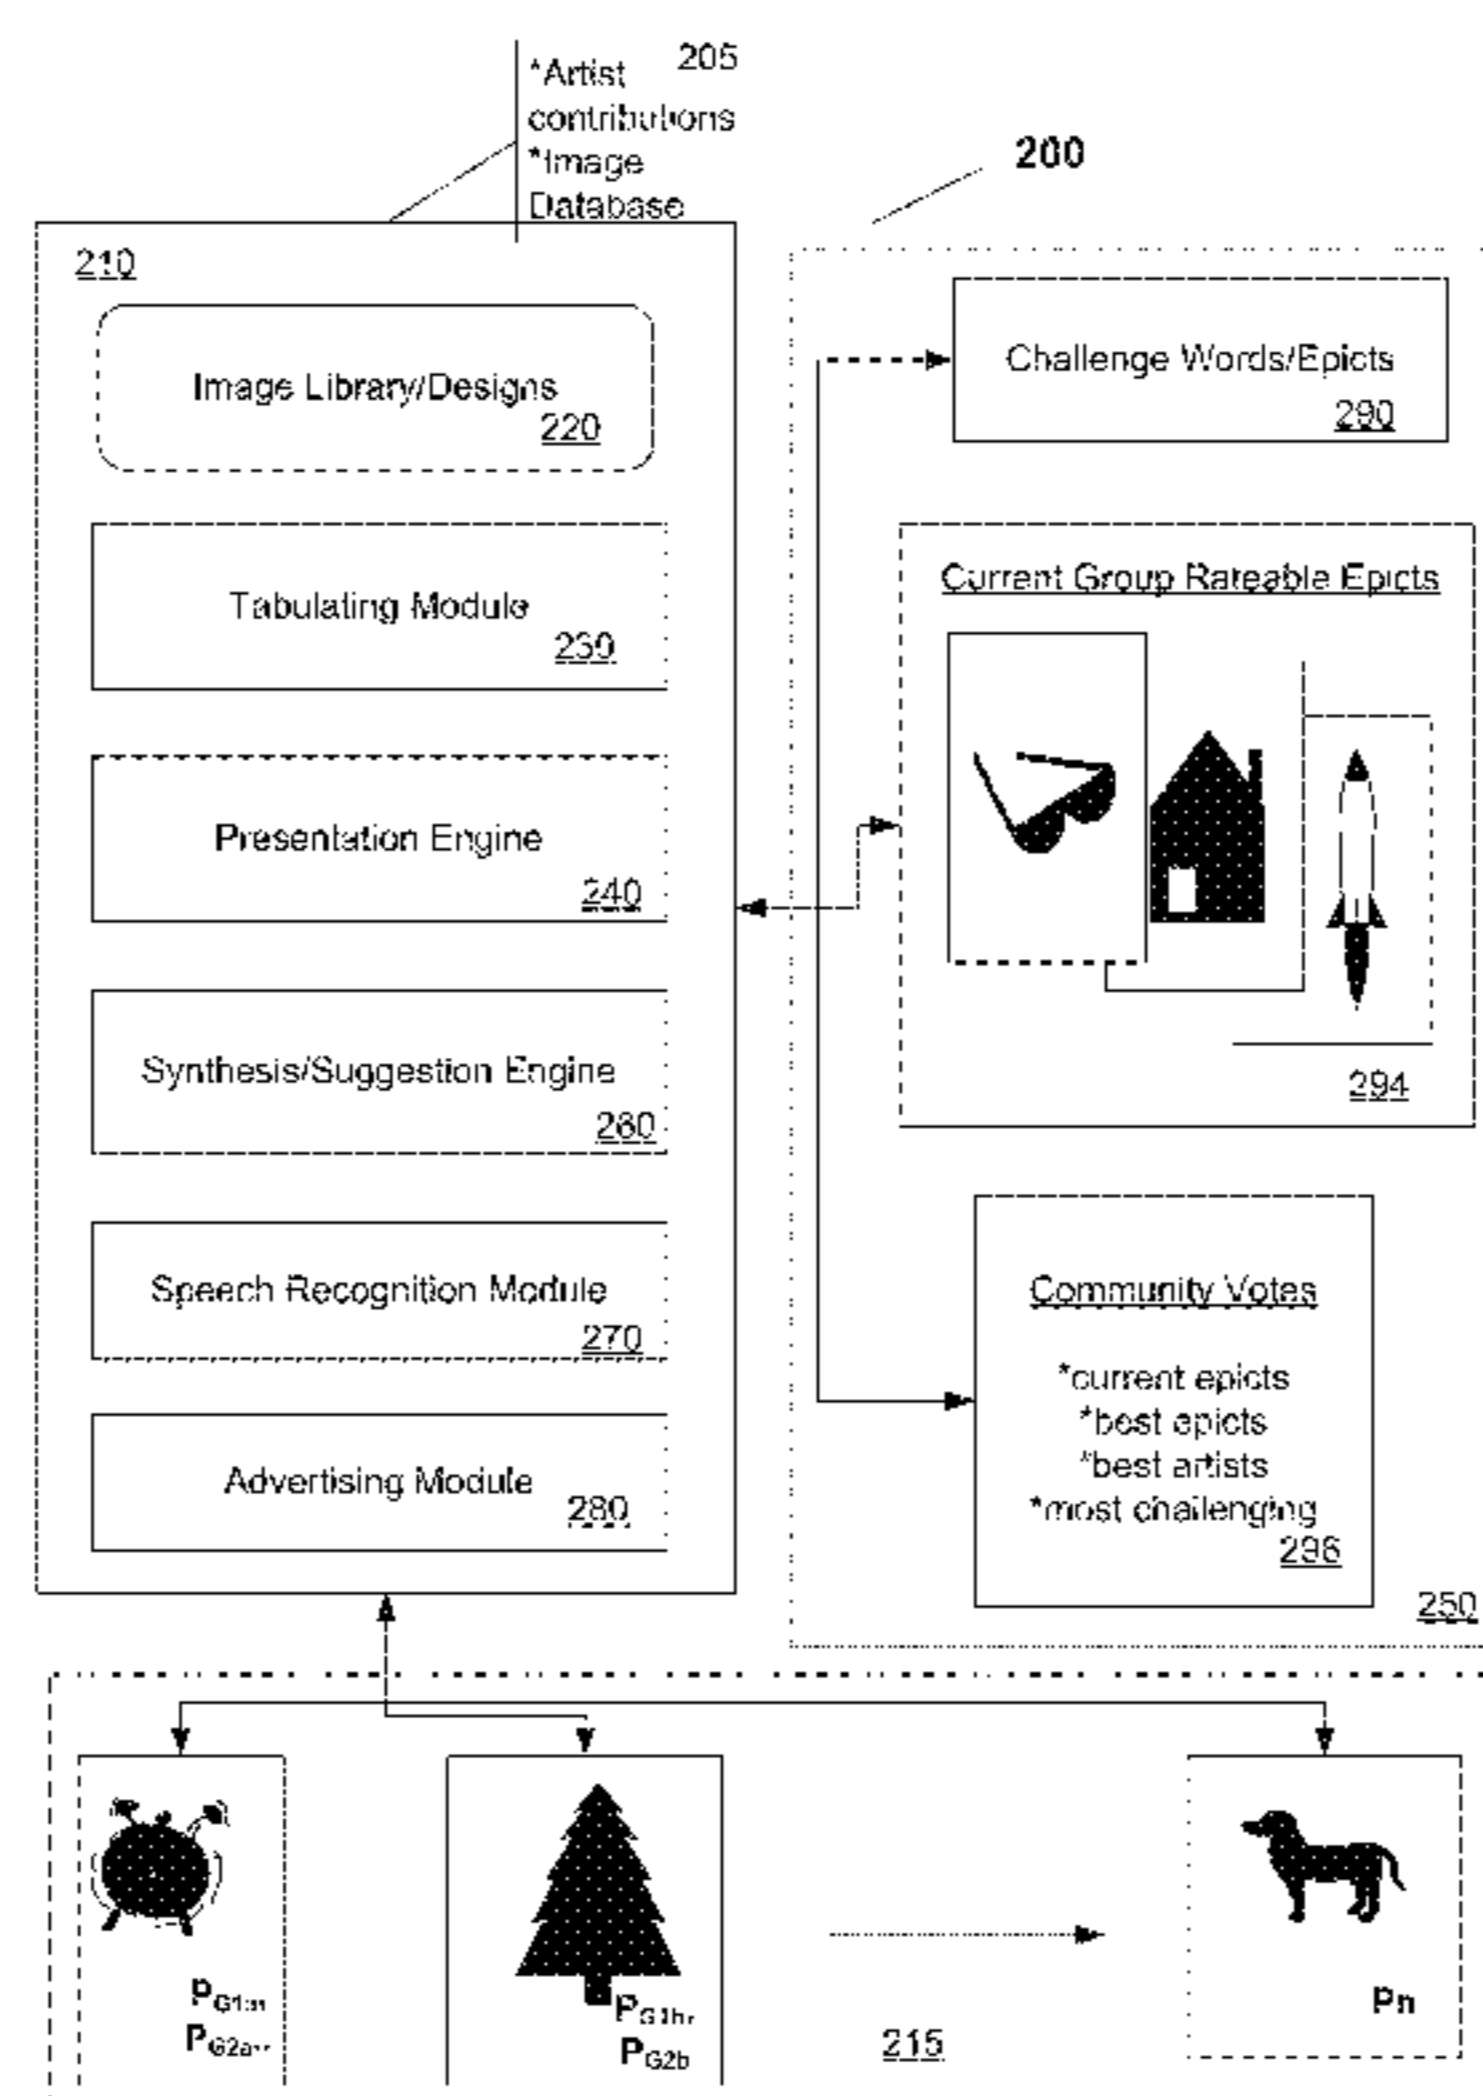 *Artist 205
contributions
*Image
Database
200
210
Image Library/Designs
220
Tabulating Module
230
Presentation Engine
240
Synthesis/Suggestion Engine
260
Speech Recognition Module
270
Advertising Module
280
Challenge Words/Epicts
290
Current Group Rateable Epicts
294
Community Votes
*current epicts
*best epicts
*best artists
*most challenging
296
250
PG2b
Pn
215